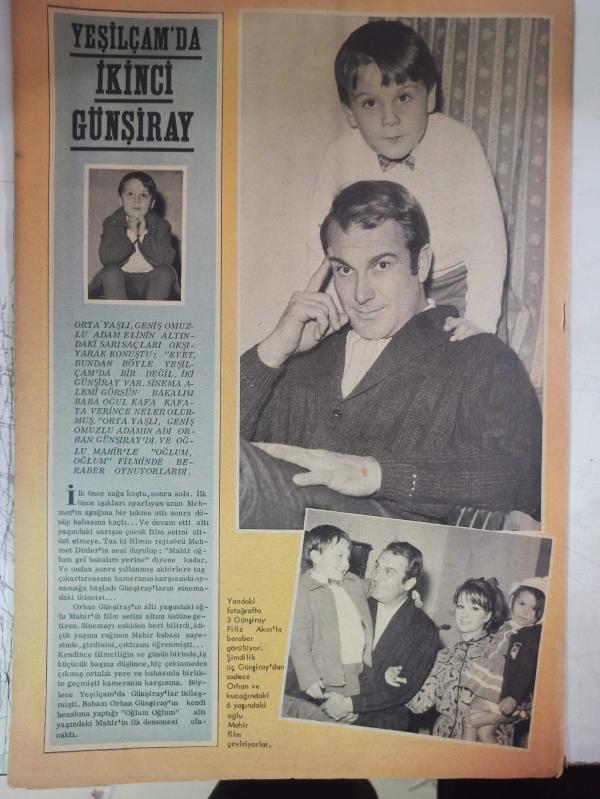 YEŞİLÇAM'DA
İKİNCİ
GÜNŞİRAY
ORTA YAŞLI, GENİŞ OMUZ-
LU ADAM ELİNİN ALTIN-
DAKİ SARI SAÇLARI OKŞI-
YARAK KONUŞTU: "EVET,
BUNDAN BÖYLE YEŞİL-
ÇAM'DA BİR DEĞİL. İKİ
GÜNŞİRAY VAR. SİNEMA A-
LEMİ GÖRSÜN BAKALIM
BABA OĞUL KAFA KAFA-
YA VERİNCE NELER OLUR-
MUŞ. "ORTA YAŞLI, GENİŞ
OMUZLU ADAMIN ADI OR-
HAN GÜNŞİRAY'DI. VE OĞ-
LU MAHİR'LE "OĞLUM,
OĞLUM" FİLMİNDE BE-
RABER OYNUYORLARDI.
İlk önce sağa koştu, sonra sola. İlk
önce ışıkları ayarlıyan uzun Meh-
met'in ayağına bir tekme attı sonra dö-
nüp babasına kaçtı... Ve devam etti altı
yaşındaki sarışın çocuk film setini alt-
üst etmeye. Taa ki filmin rejisörü Meh-
met Dinler'in sesi duyulup: "Mahir oğ-
lum gel bakalım yerine" diyene kadar.
Ve ondan sonra yıllanmış aktörlere taş
çıkartırcasına kameranın karşısında oy-
namağa başladı Günşiray'ların sinema-
daki ikincisi...
Orhan Günşiray'ın altı yaşındaki oğ-
lu Mahir'di film setini altını üstüne ge-
tiren. Sinemayı eskiden beri bilirdi, kü-
çük yaşına rağmen Mahir babası saye-
sinde, girdisini, çıktısını öğrenmişti...
Kendince filmciliğin ve günün birinde, iş
küçücük başına düşünce, hiç çekinmeden
çıkmış ortalık yere ve babasınla birlik-
te geçmişti kameranın karşısına. Böy-
lece Yeşilçam'da Günşiray'lar ikileş-
mişti. Babası Orhan Günşiray'ın kendi
hesabına yaptığı "Oğlum Oğlum" altı
yaşındaki Mahir'in ilk denemesi ola-
caktı.
Yandaki
fotoğrafta
3 Günşiray
Filiz Akın'la
beraber
görülüyor.
Şimdilik
üç Günşiray'dan
sadece
Orhan ve
kucağındaki
6 yaşındaki
oğlu
Mahir
film
çeviriyorlar.